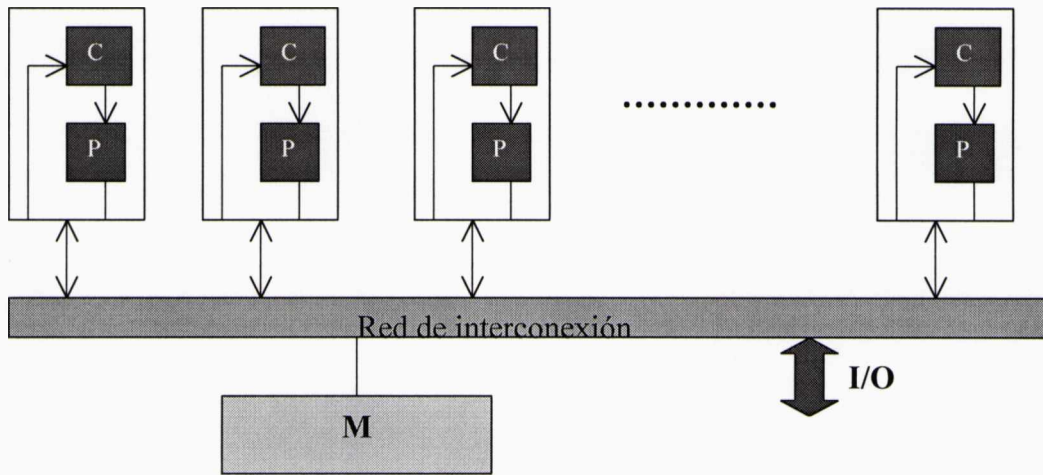 C C C C
P P P P
Red de interconexión
I/O
M